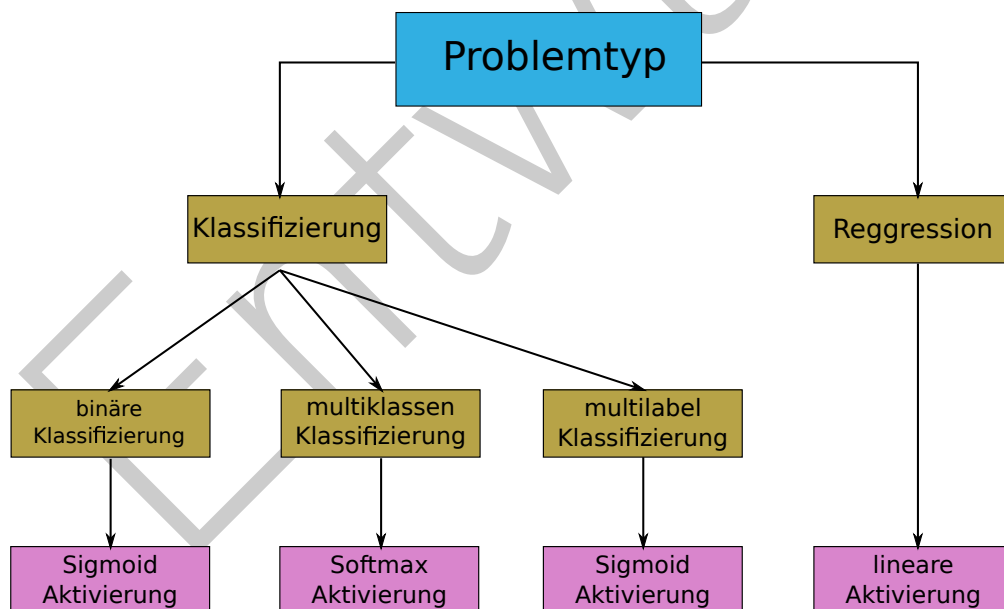 Problemtyp
Klassifizierung
Reggression
binäre
Klassifizierung
multiklassen
Klassifizierung
multilabel
Klassifizierung
Sigmoid
Aktivierung
Softmax
Aktivierung
Sigmoid
Aktivierung
lineare
Aktivierung